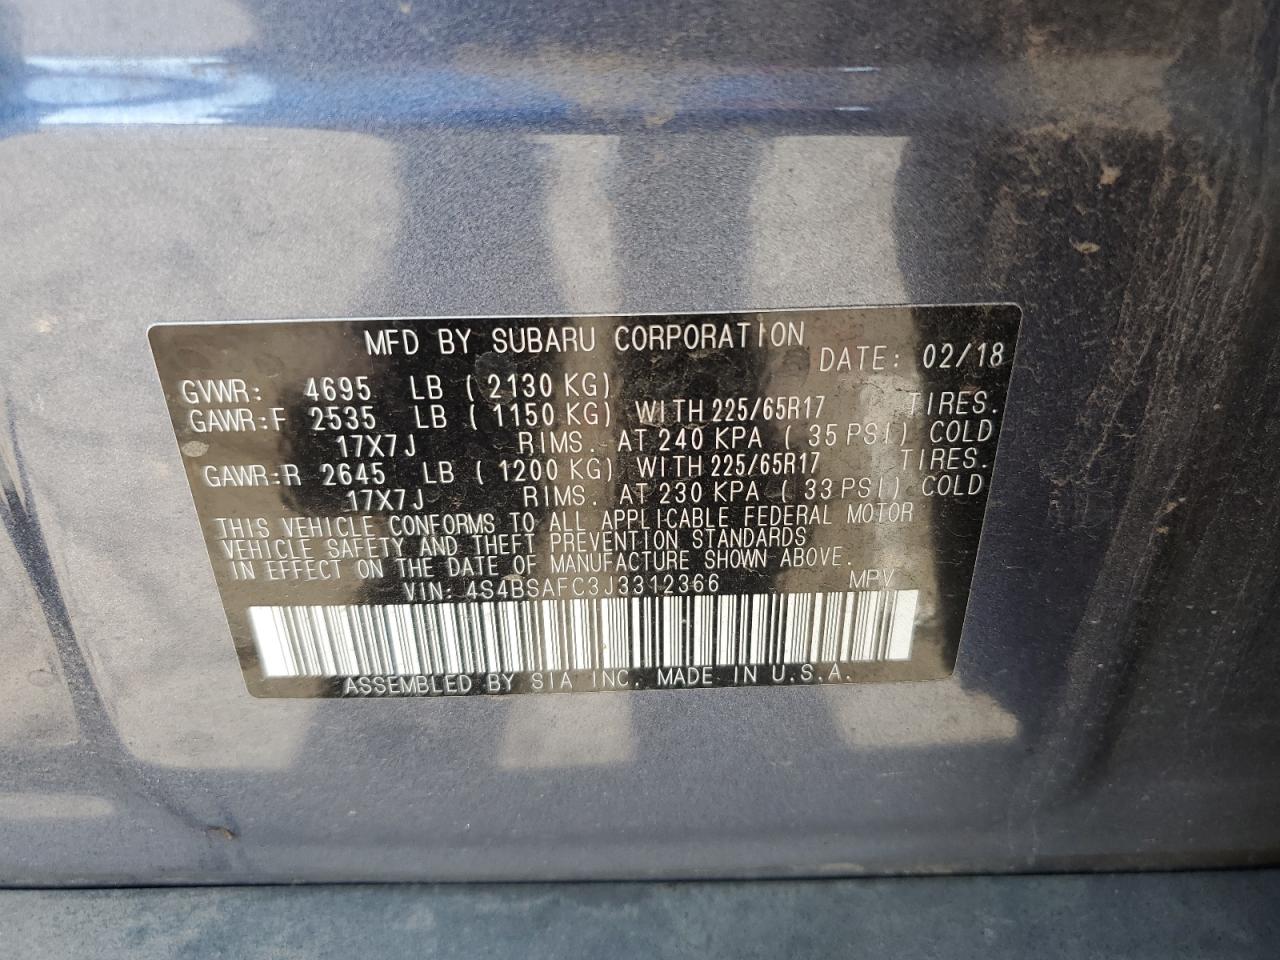 MFD BY SUBARU CORPORATION
DATE: 02/18
GVWR: 4695 LB ( 2130 KG)
GAWR:F 2535 LB ( 1150 KG) WITH 225/65R17 TIRES.
17X7J RIMS. AT 240 KPA ( 35 PSI) COLD
GAWR:R 2645 LB ( 1200 KG) WITH 225/65R17 TIRES.
17X7J RIMS. AT 230 KPA ( 33 PSI) COLD
THIS VEHICLE CONFORMS TO ALL APPLICABLE FEDERAL MOTOR
VEHICLE SAFETY AND THEFT PREVENTION STANDARDS
IN EFFECT ON THE DATE OF MANUFACTURE SHOWN ABOVE.
VIN: 4S4BSAFC3J3312366 MPV
ASSEMBLED BY SIA INC. MADE IN U.S.A.